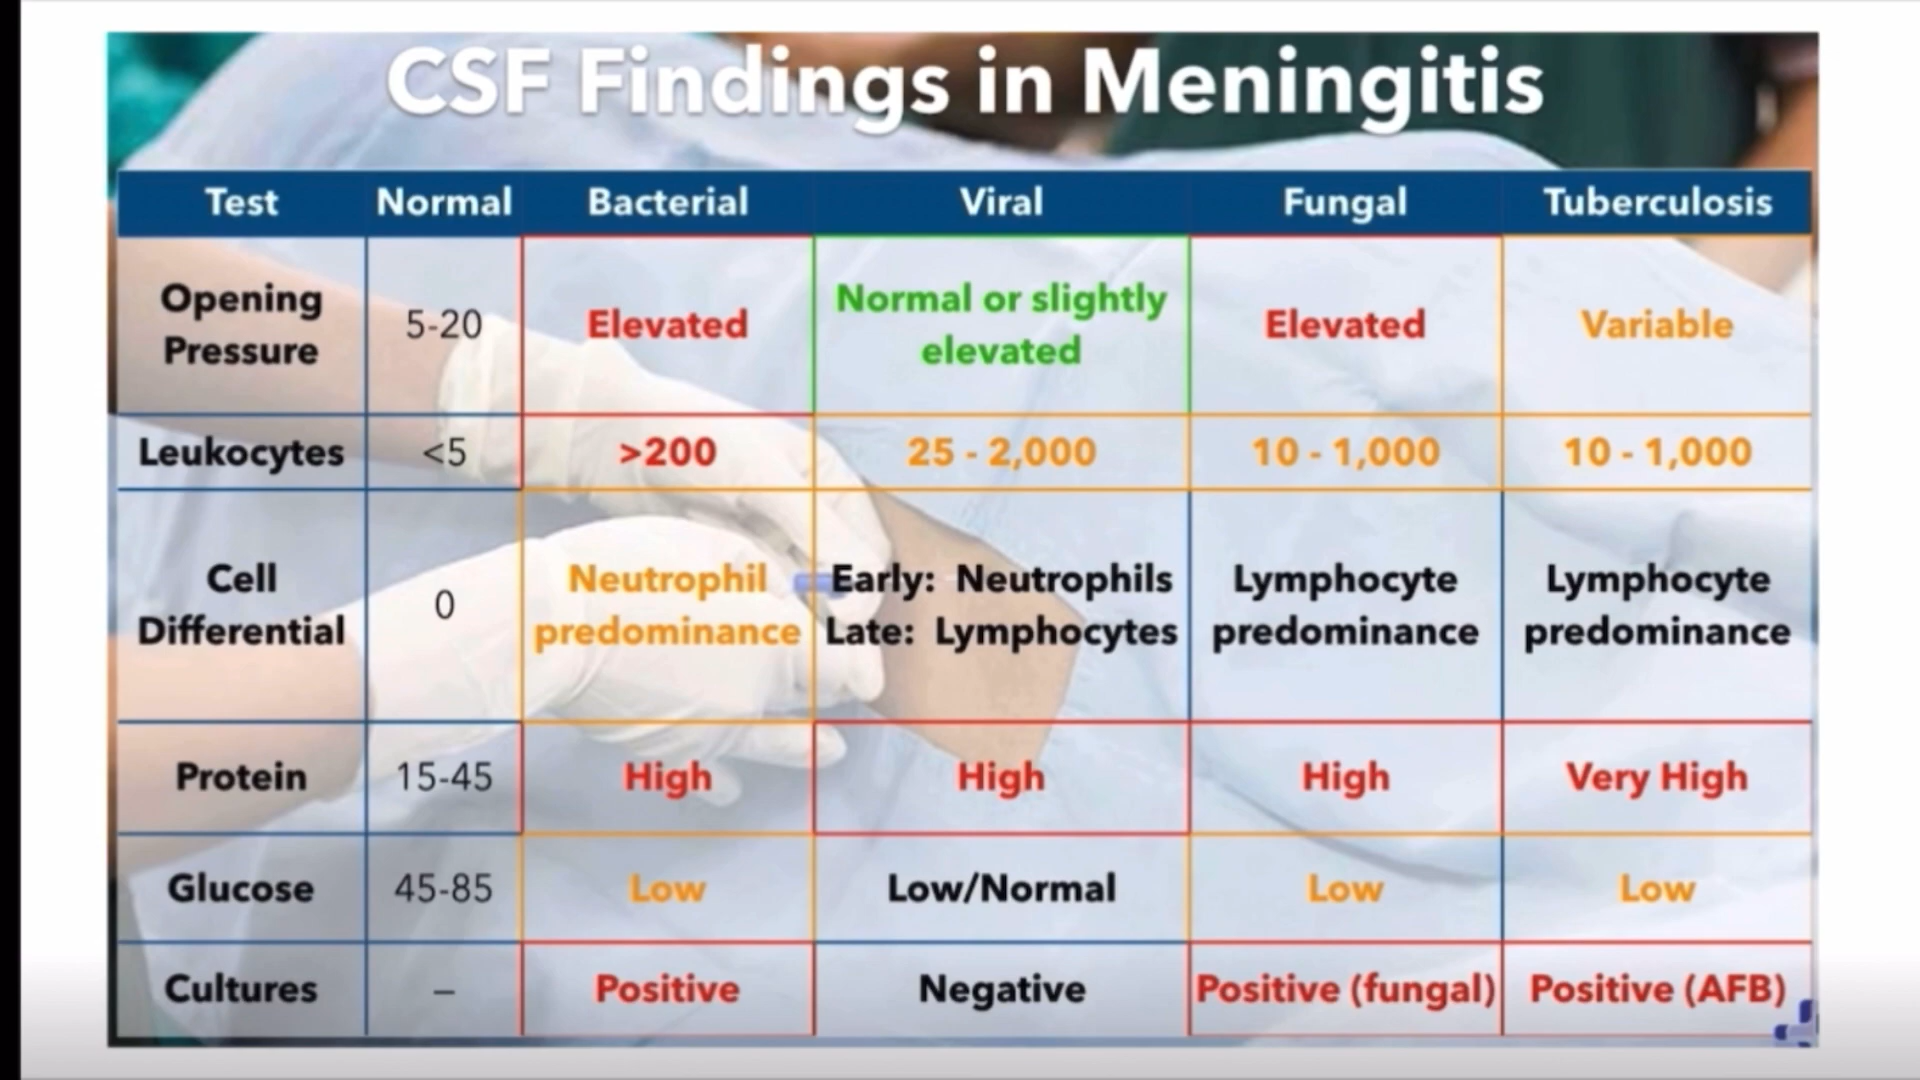 CSF Findings in Meningitis
Test Normal Bacterial Viral Fungal Tuberculosis
Opening Pressure 5-20 Elevated Normal or slightly elevated Elevated Variable
Leukocytes <5 >200 25 - 2,000 10 - 1,000 10 - 1,000
Cell Differential 0 Neutrophil predominance Early: Neutrophils Late: Lymphocytes Lymphocyte predominance Lymphocyte predominance
Protein 15-45 High High High Very High
Glucose 45-85 Low Low/Normal Low Low
Cultures – Positive Negative Positive (fungal) Positive (AFB)